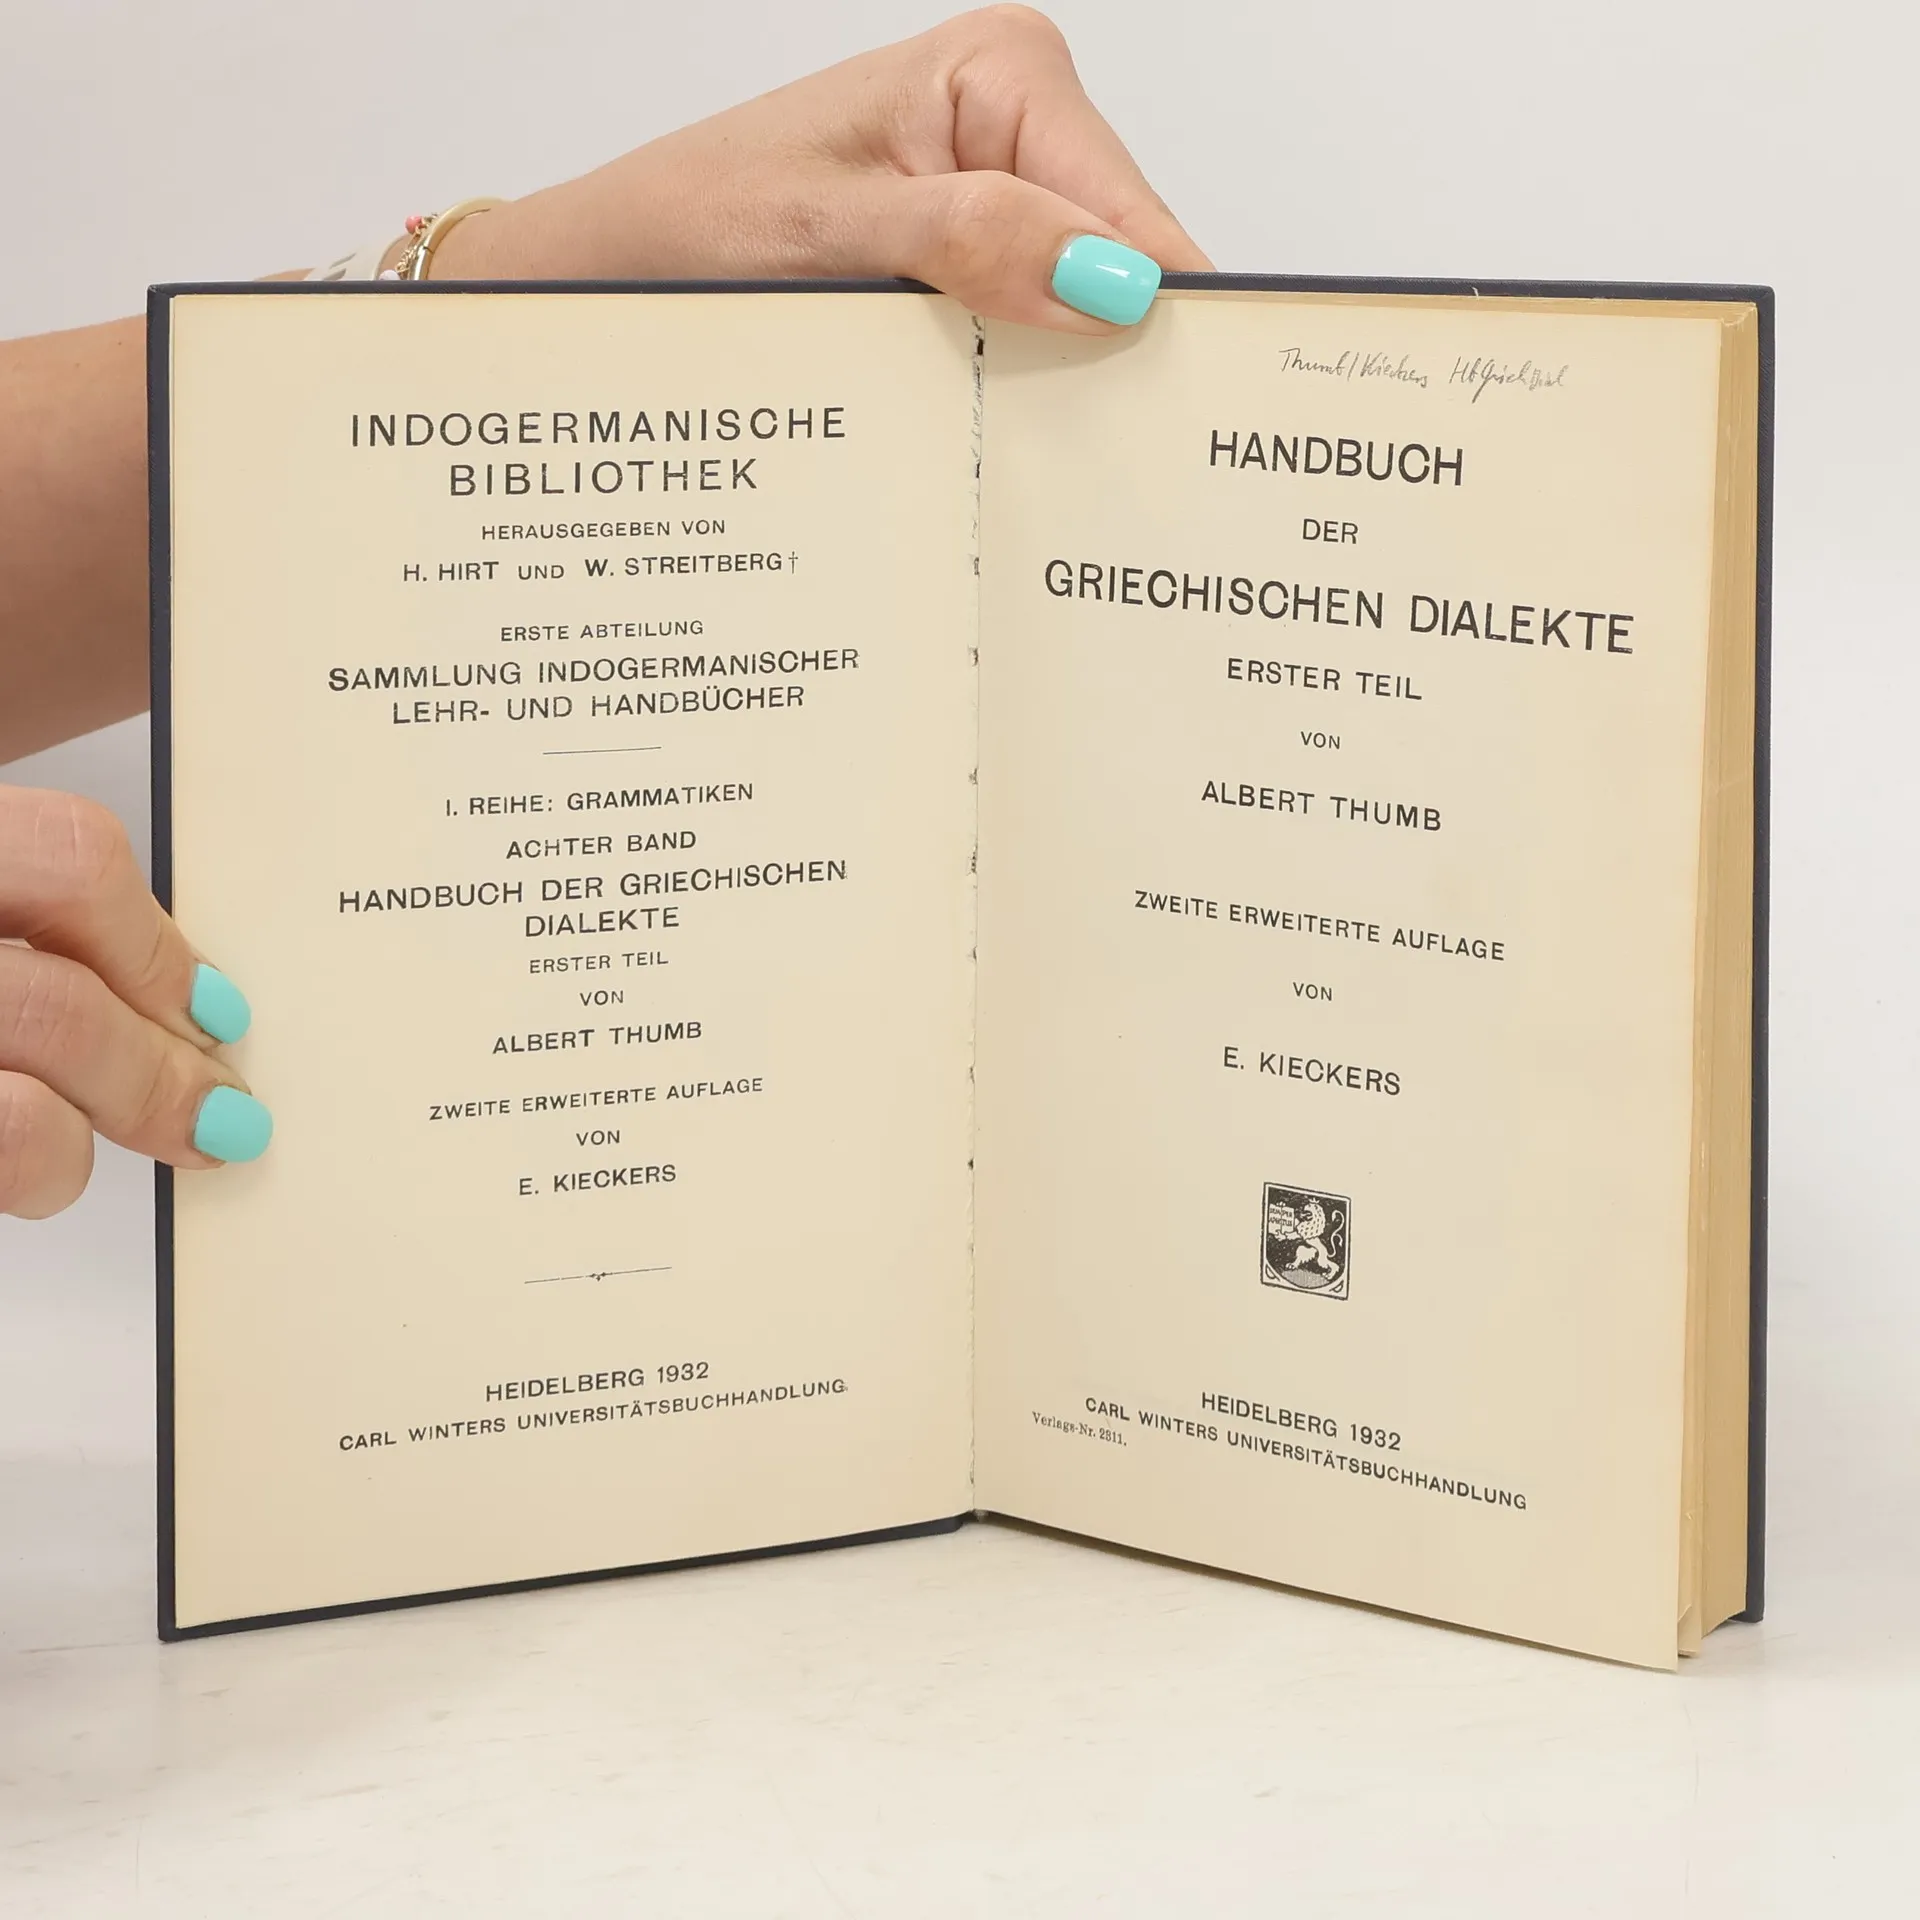 INDOGERMANISCHE
BIBLIOTHEK
HERAUSGEGEBEN VON
H. HIRT UND W. STREITBERG†
ERSTE ABTEILUNG
SAMMLUNG INDOGERMANISCHER
LEHR- UND HANDBÜCHER
I. REIHE: GRAMMATIKEN
ACHTER BAND
HANDBUCH DER GRIECHISCHEN
DIALEKTE
ERSTER TEIL
VON
ALBERT THUMB
ZWEITE ERWEITERTE AUFLAGE
VON
E. KIECKERS
HEIDELBERG 1932
CARL WINTERS UNIVERSITÄTSBUCHHANDLUNG
Thumb/Kieckers
HANDBUCH
DER
GRIECHISCHEN DIALEKTE
ERSTER TEIL
VON
ALBERT THUMB
ZWEITE ERWEITERTE AUFLAGE
VON
E. KIECKERS
HEIDELBERG 1932
CARL WINTERS UNIVERSITÄTSBUCHHANDLUNG
Verlags-Nr. 2311.